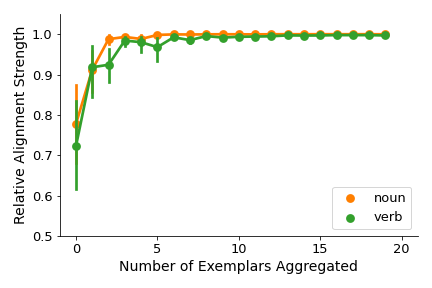 Relative Alignment Strength
1.0
0.9
0.8
0.7
0.6
0.5
noun
verb
0 5 10 15 20
Number of Exemplars Aggregated